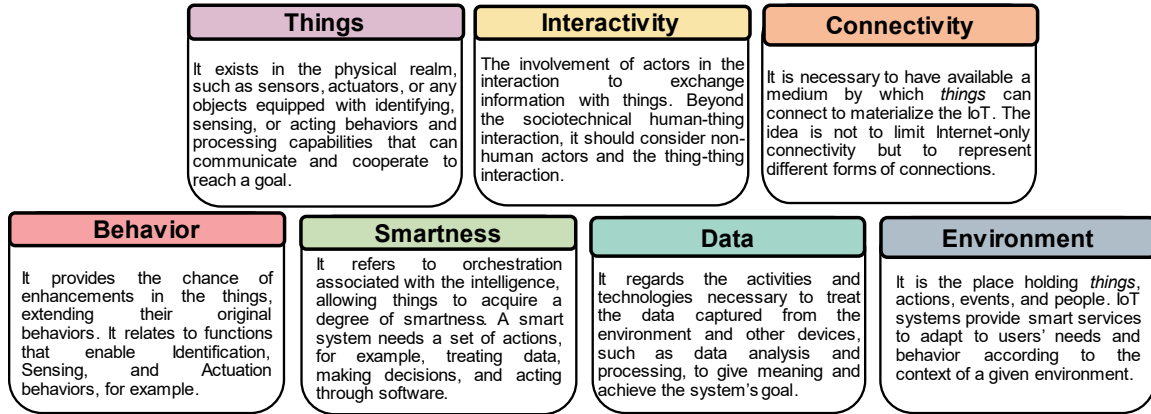 Things
It exists in the physical realm,
such as sensors, actuators, or any
objects equipped with identifying,
sensing, or acting behaviors and
processing capabilities that can
communicate and cooperate to
reach a goal.
Interactivity
The involvement of actors in the
interaction to exchange
information with things. Beyond
the sociotechnical human-thing
interaction, it should consider non-
human actors and the thing-thing
interaction.
Connectivity
It is necessary to have available a
medium by which things can
connect to materialize the IoT. The
idea is not to limit Internet-only
connectivity but to represent
different forms of connections.
Behavior
It provides the chance of
enhancements in the things,
extending their original
behaviors. It relates to functions
that enable Identification,
Sensing, and Actuation
behaviors, for example.
Smartness
It refers to orchestration
associated with the intelligence,
allowing things to acquire a
degree of smartness. A smart
system needs a set of actions,
for example, treating data,
making decisions, and acting
through software.
Data
It regards the activities and
technologies necessary to treat
the data captured from the
environment and other devices,
such as data analysis and
processing, to give meaning and
achieve the system's goal.
Environment
It is the place holding things,
actions, events, and people. IoT
systems provide smart services
to adapt to users' needs and
behavior according to the
context of a given environment.